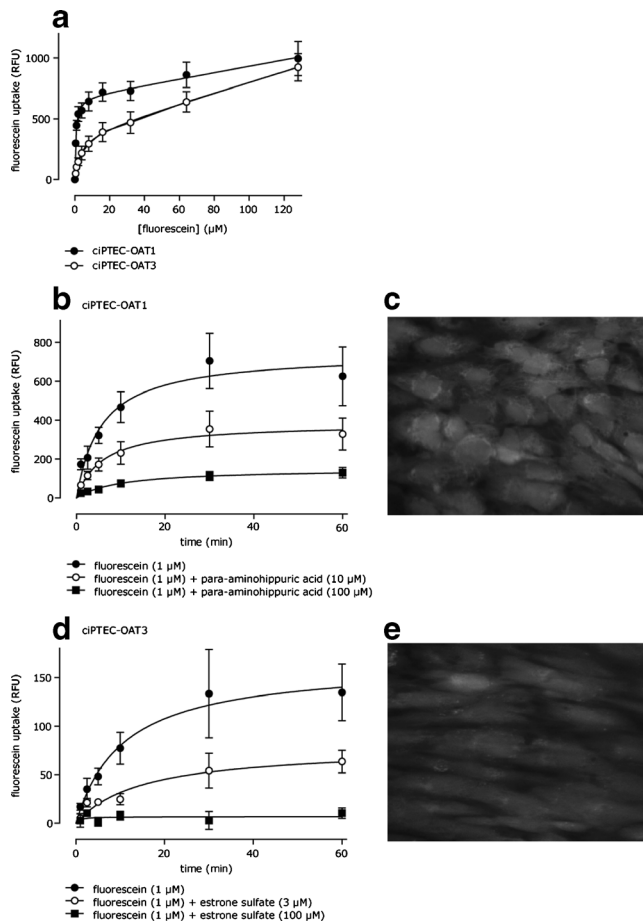 a
fluorescein uptake (RFU)
1000
500
0
0 20 40 60 80 100 120
[fluorescein] (µM)
ciPTEC-OAT1
ciPTEC-OAT3
b ciPTEC-OAT1
c
fluorescein uptake (RFU)
800
600
400
200
0
0 20 40 60
time (min)
fluorescein (1 µM)
fluorescein (1 µM) + para-aminohippuric acid (10 µM)
fluorescein (1 µM) + para-aminohippuric acid (100 µM)
d ciPTEC-OAT3
e
fluorescein uptake (RFU)
150
100
50
0
0 20 40 60
time (min)
fluorescein (1 µM)
fluorescein (1 µM) + estrone sulfate (3 µM)
fluorescein (1 µM) + estrone sulfate (100 µM)